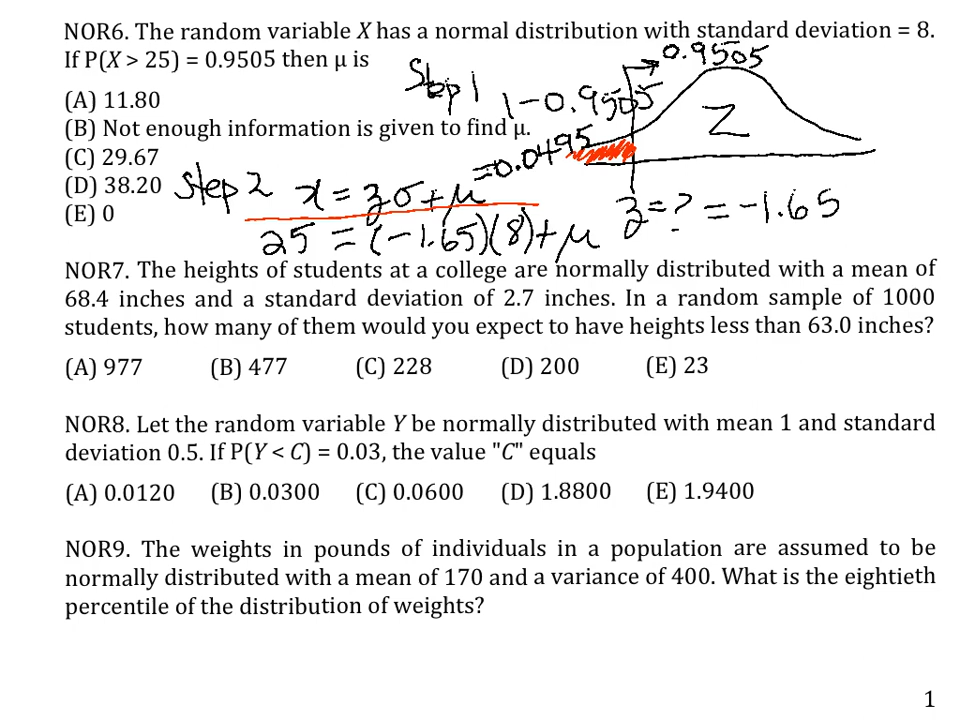 NOR6. The random variable X has a normal distribution with standard deviation = 8.
If P(X > 25) = 0.9505 then μ is
0.9505
Step 1
(A) 11.80
1-0.9505
Z
(B) Not enough information is given to find μ.
=0.0495
(C) 29.67
(D) 38.20
Step 2 x = zσ+μ
z=? = -1.65
(E) 0
25 = (-1.65)(8)+μ
NOR7. The heights of students at a college are normally distributed with a mean of
68.4 inches and a standard deviation of 2.7 inches. In a random sample of 1000
students, how many of them would you expect to have heights less than 63.0 inches?
(A) 977 (B) 477 (C) 228 (D) 200 (E) 23
NOR8. Let the random variable Y be normally distributed with mean 1 and standard
deviation 0.5. If P(Y < C) = 0.03, the value "C" equals
(A) 0.0120 (B) 0.0300 (C) 0.0600 (D) 1.8800 (E) 1.9400
NOR9. The weights in pounds of individuals in a population are assumed to be
normally distributed with a mean of 170 and a variance of 400. What is the eightieth
percentile of the distribution of weights?
1